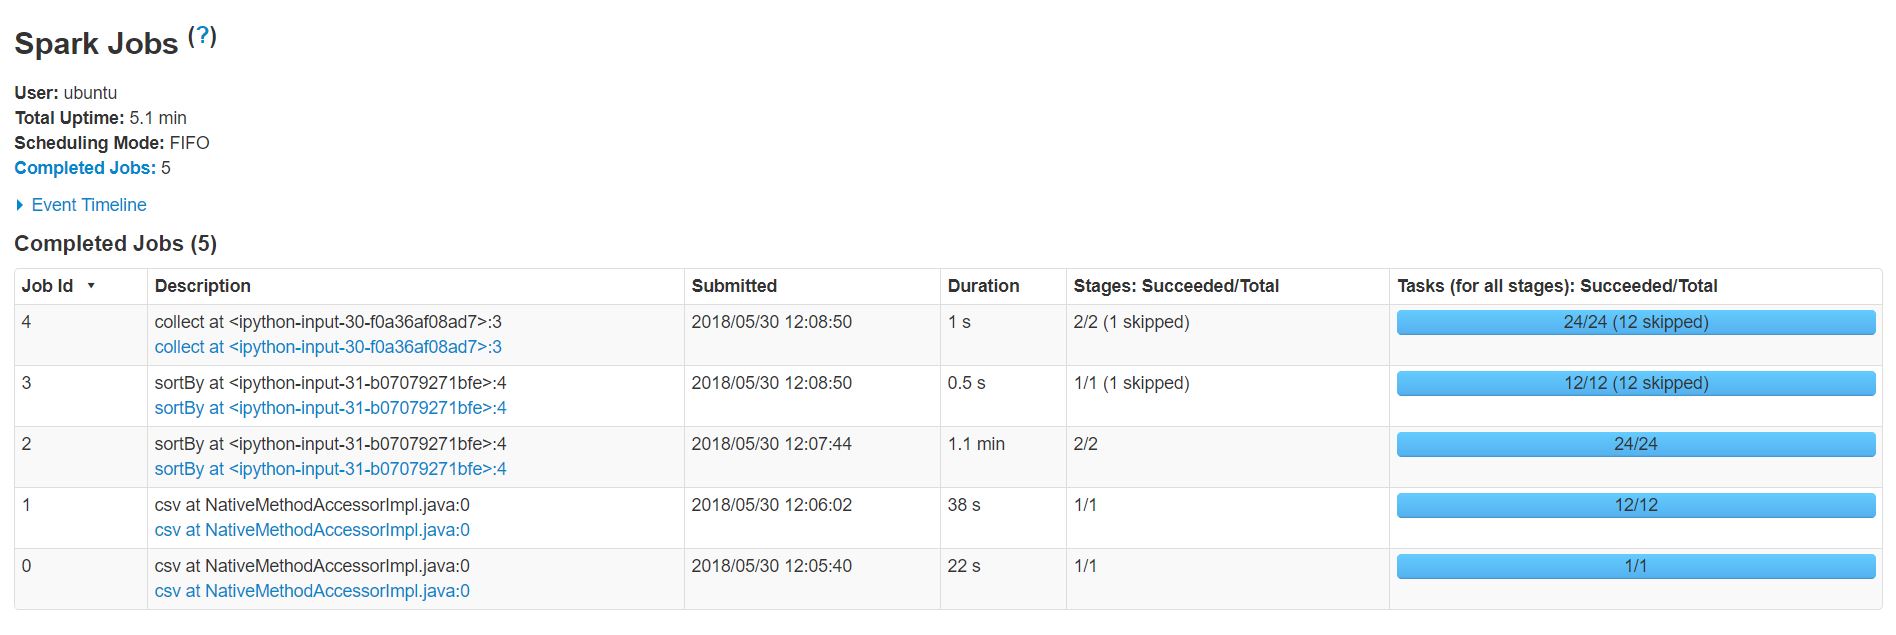 Spark Jobs (?)
User: ubuntu
Total Uptime: 5.1 min
Scheduling Mode: FIFO
Completed Jobs: 5
Event Timeline
Completed Jobs (5)
Job Id ▾ Description Submitted Duration Stages: Succeeded/Total Tasks (for all stages): Succeeded/Total
4 collect at <ipython-input-30-f0a36af08ad7>:3 2018/05/30 12:08:50 1 s 2/2 (1 skipped) 24/24 (12 skipped)
collect at <ipython-input-30-f0a36af08ad7>:3
3 sortBy at <ipython-input-31-b07079271bfe>:4 2018/05/30 12:08:50 0.5 s 1/1 (1 skipped) 12/12 (12 skipped)
sortBy at <ipython-input-31-b07079271bfe>:4
2 sortBy at <ipython-input-31-b07079271bfe>:4 2018/05/30 12:07:44 1.1 min 2/2 24/24
sortBy at <ipython-input-31-b07079271bfe>:4
1 csv at NativeMethodAccessorImpl.java:0 2018/05/30 12:06:02 38 s 1/1 12/12
csv at NativeMethodAccessorImpl.java:0
0 csv at NativeMethodAccessorImpl.java:0 2018/05/30 12:05:40 22 s 1/1 1/1
csv at NativeMethodAccessorImpl.java:0